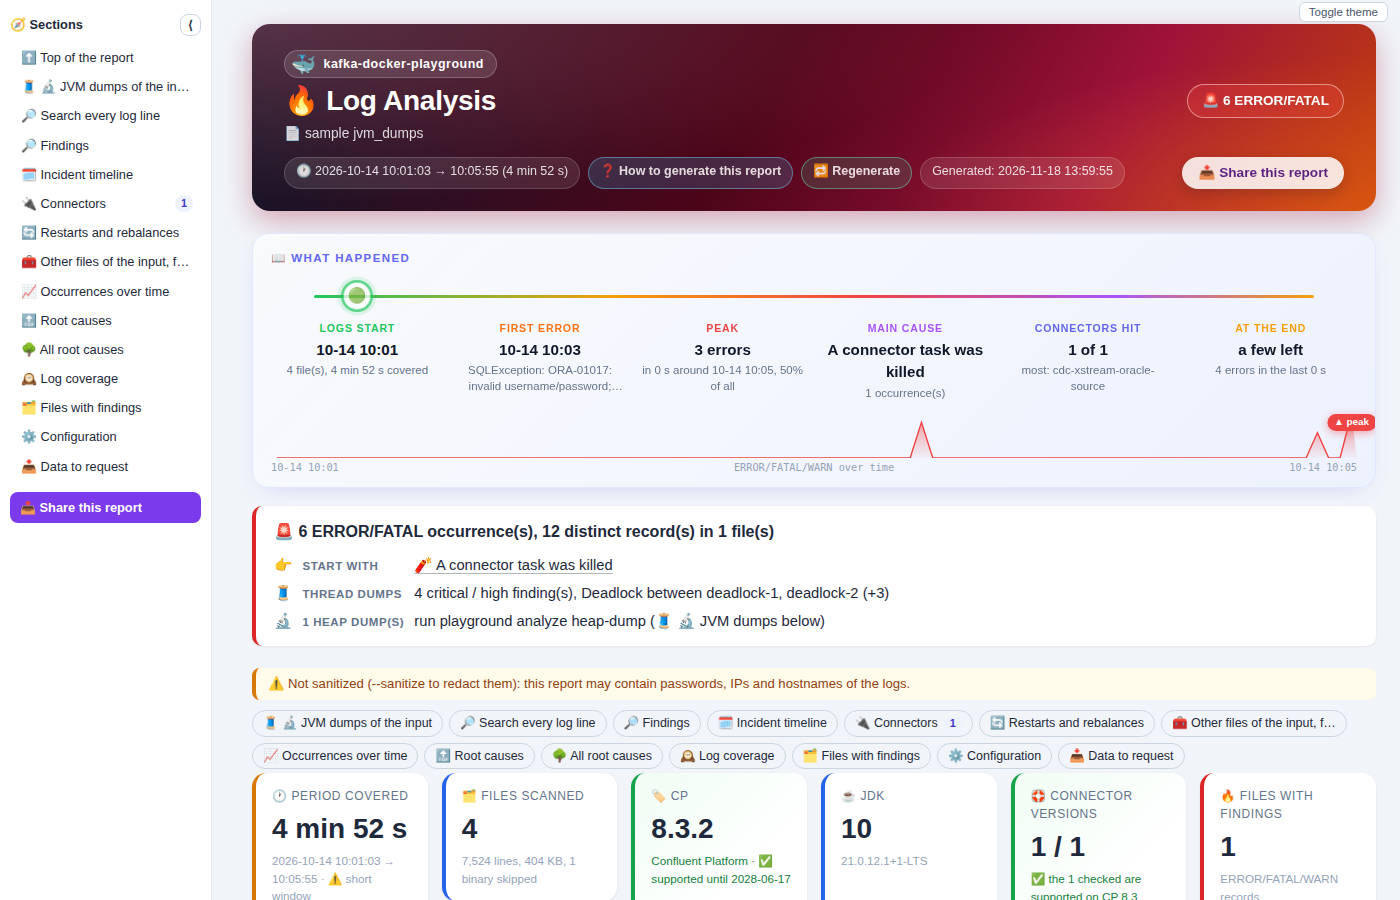 Sections
⟨
Top of the report
JVM dumps of the in…
Search every log line
Findings
Incident timeline
Connectors 1
Restarts and rebalances
Other files of the input, f…
Occurrences over time
Root causes
All root causes
Log coverage
Files with findings
Configuration
Data to request
Share this report
Toggle theme
kafka-docker-playground
Log Analysis
sample jvm_dumps
6 ERROR/FATAL
2026-10-14 10:01:03 → 10:05:55 (4 min 52 s)
How to generate this report
Regenerate
Generated: 2026-11-18 13:59:55
Share this report
WHAT HAPPENED
LOGS START
10-14 10:01
4 file(s), 4 min 52 s covered
FIRST ERROR
10-14 10:03
SQLException: ORA-01017:
invalid username/password;…
PEAK
3 errors
in 0 s around 10-14 10:05, 50%
of all
MAIN CAUSE
A connector task was
killed
1 occurrence(s)
CONNECTORS HIT
1 of 1
most: cdc-xstream-oracle-
source
AT THE END
a few left
4 errors in the last 0 s
▲ peak
10-14 10:01
ERROR/FATAL/WARN over time
10-14 10:05
6 ERROR/FATAL occurrence(s), 12 distinct record(s) in 1 file(s)
START WITH
A connector task was killed
THREAD DUMPS
4 critical / high finding(s), Deadlock between deadlock-1, deadlock-2 (+3)
1 HEAP DUMP(S)
run playground analyze heap-dump (🧵 🔬 JVM dumps below)
Not sanitized (--sanitize to redact them): this report may contain passwords, IPs and hostnames of the logs.
JVM dumps of the input
Search every log line
Findings
Incident timeline
Connectors 1
Restarts and rebalances
Other files of the input, f…
Occurrences over time
Root causes
All root causes
Log coverage
Files with findings
Configuration
Data to request
PERIOD COVERED
4 min 52 s
2026-10-14 10:01:03 →
10:05:55 · ⚠️ short
window
FILES SCANNED
4
7,524 lines, 404 KB, 1
binary skipped
CP
8.3.2
Confluent Platform · ✅
supported until 2028-06-17
JDK
10
21.0.12.1+1-LTS
CONNECTOR
VERSIONS
1 / 1
✅ the 1 checked are
supported on CP 8.3
FILES WITH
FINDINGS
1
ERROR/FATAL/WARN
records